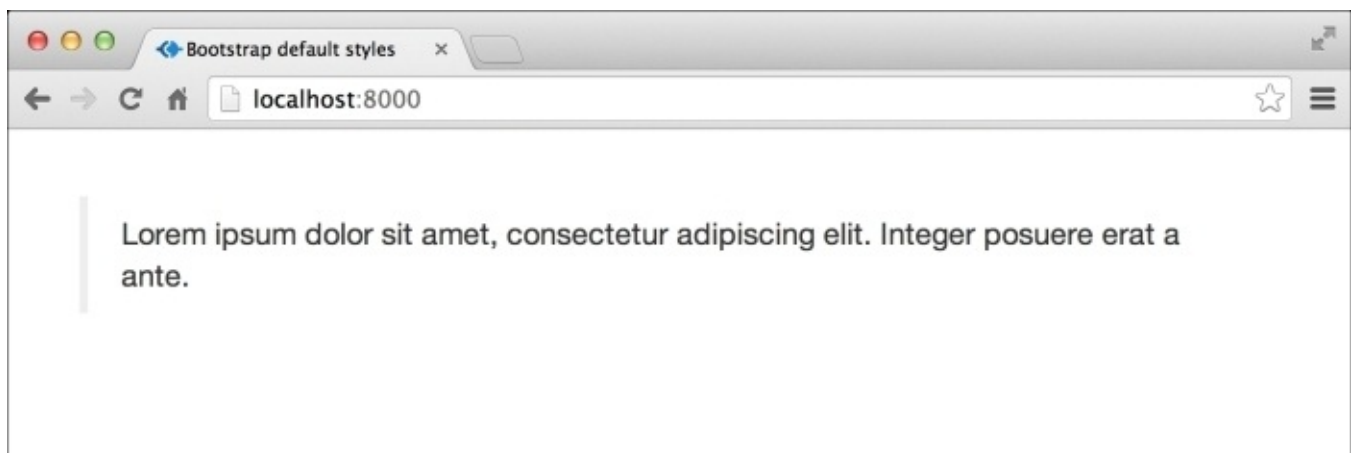 Bootstrap default styles
localhost:8000
Lorem ipsum dolor sit amet, consectetur adipiscing elit. Integer posuere erat a
ante.